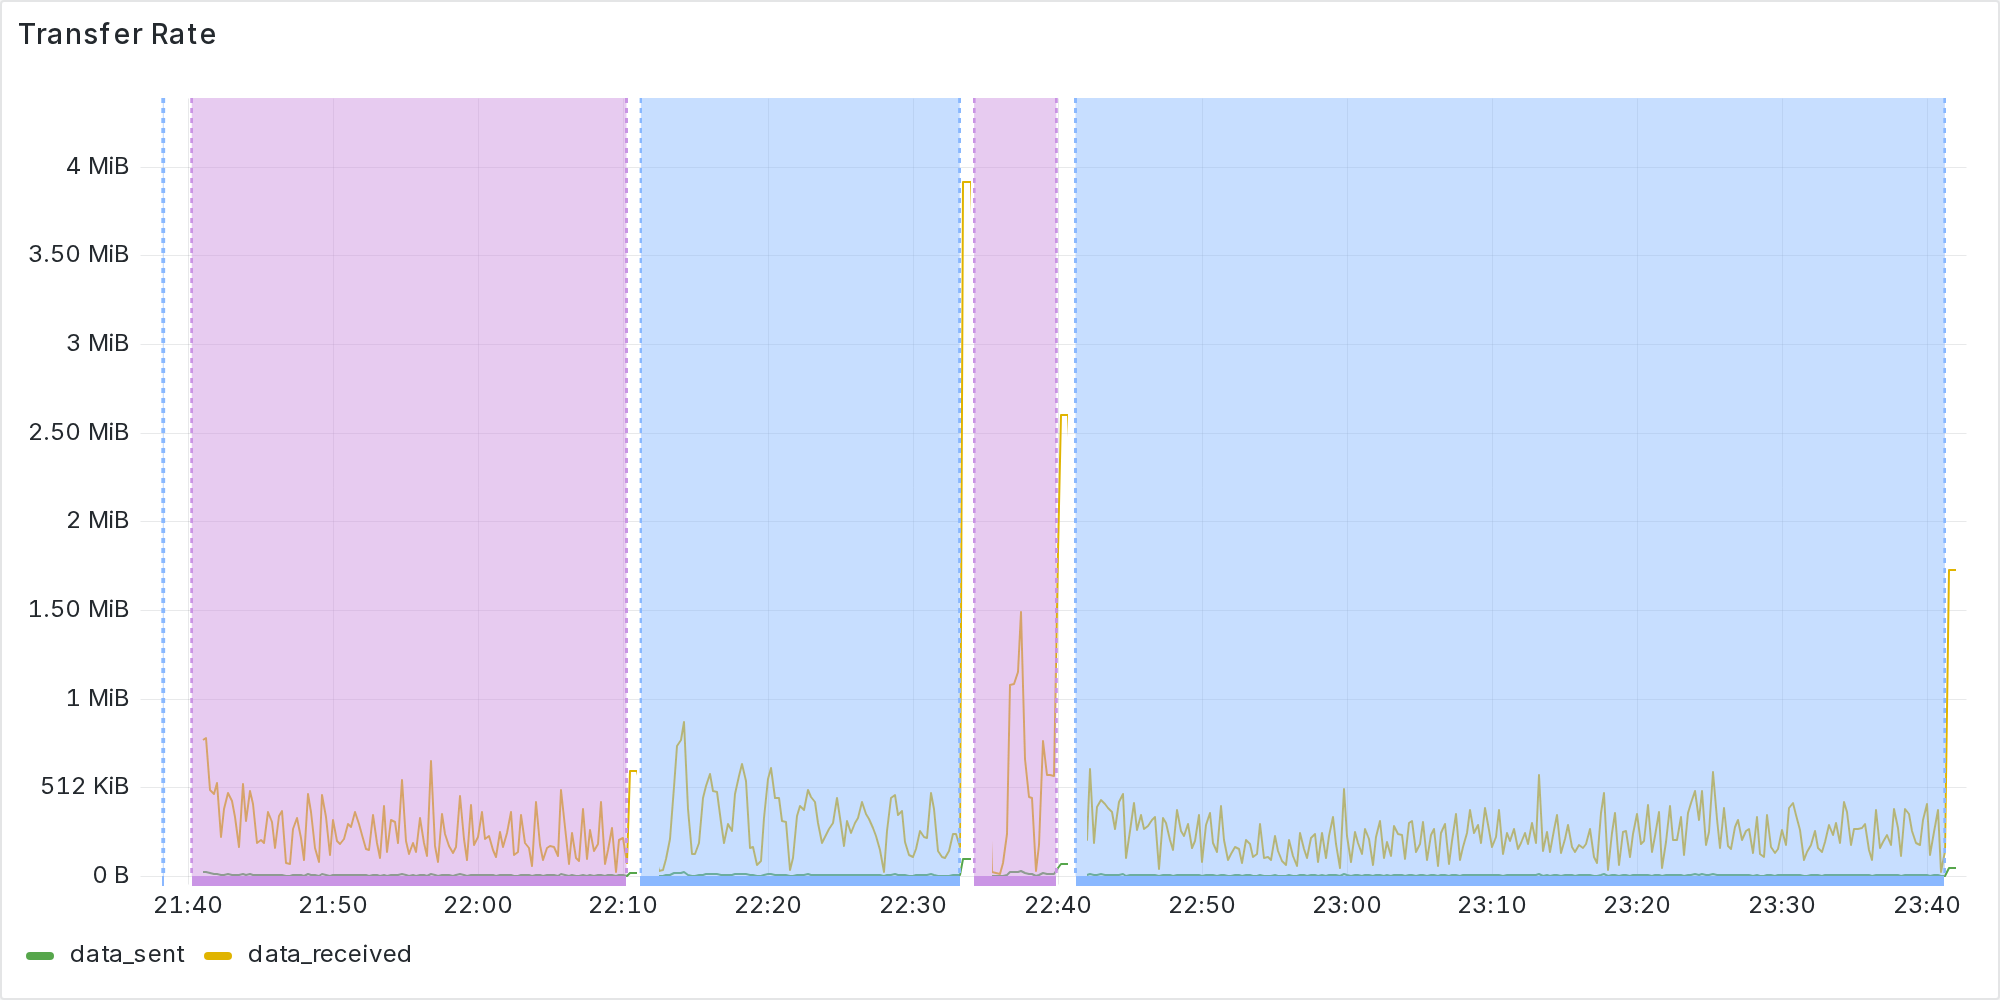 Transfer Rate
4 MiB
3.50 MiB
3 MiB
2.50 MiB
2 MiB
1.50 MiB
1 MiB
512 KiB
0 B
21:40 21:50 22:00 22:10 22:20 22:30 22:40 22:50 23:00 23:10 23:20 23:30 23:40
data_sent data_received